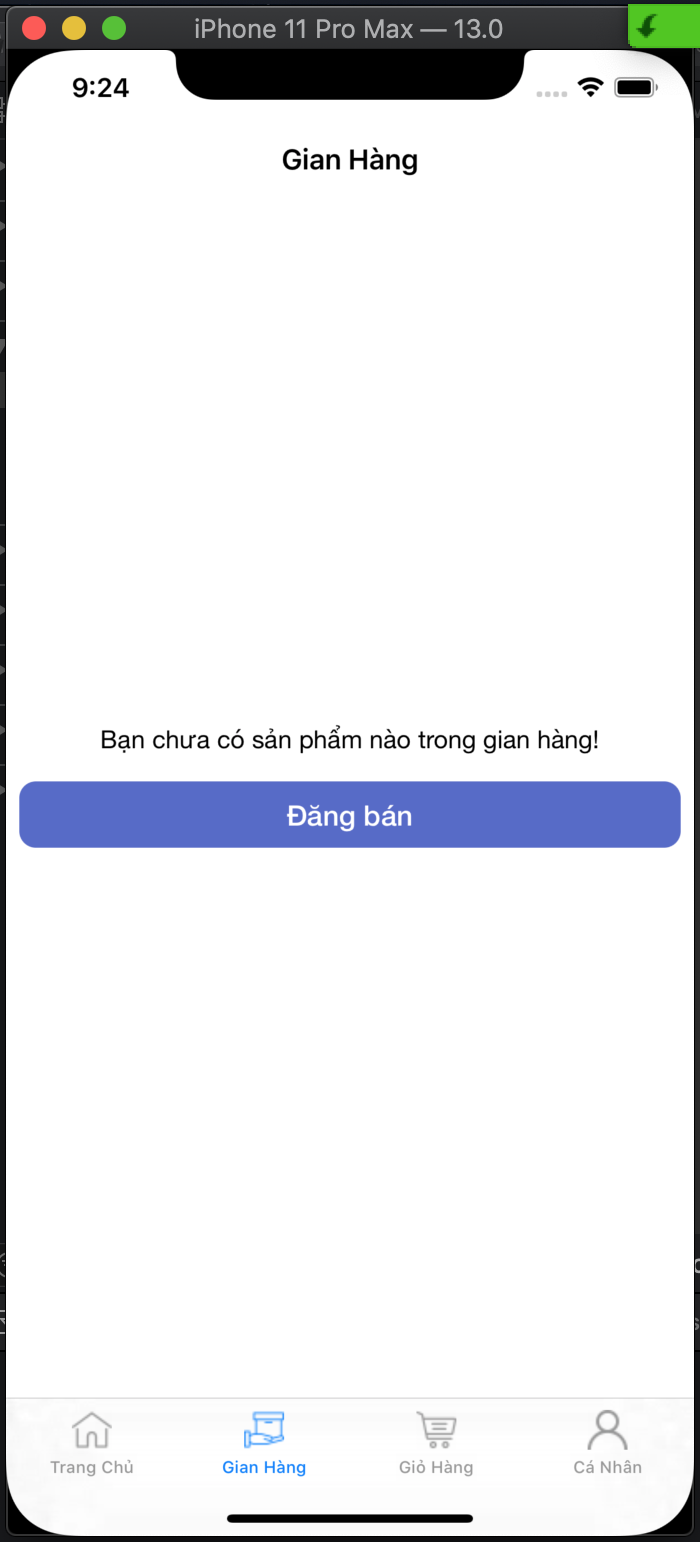 iPhone 11 Pro Max — 13.0
9:24
Gian Hàng
Bạn chưa có sản phẩm nào trong gian hàng!
Đăng bán
Trang Chủ
Gian Hàng
Giỏ Hàng
Cá Nhân